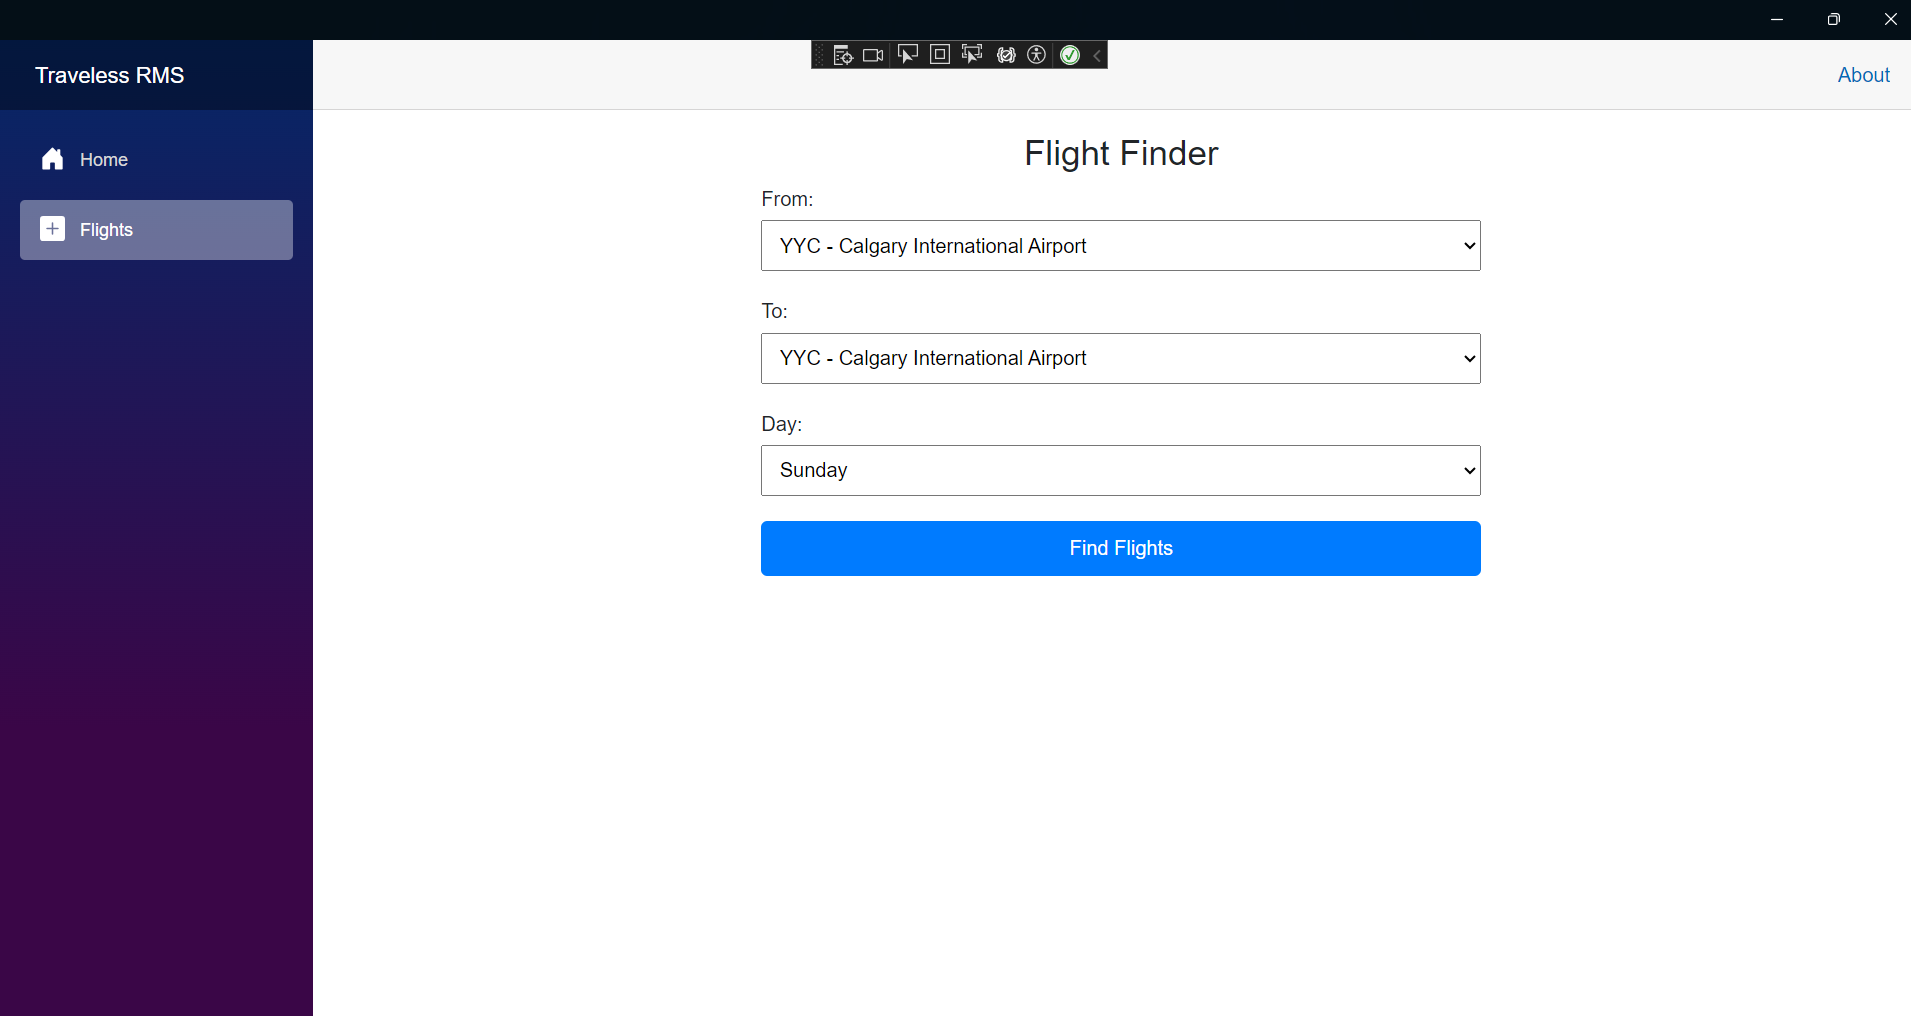 Traveless RMS
About
Home
Flights
Flight Finder
From:
YYC - Calgary International Airport
To:
YYC - Calgary International Airport
Day:
Sunday
Find Flights